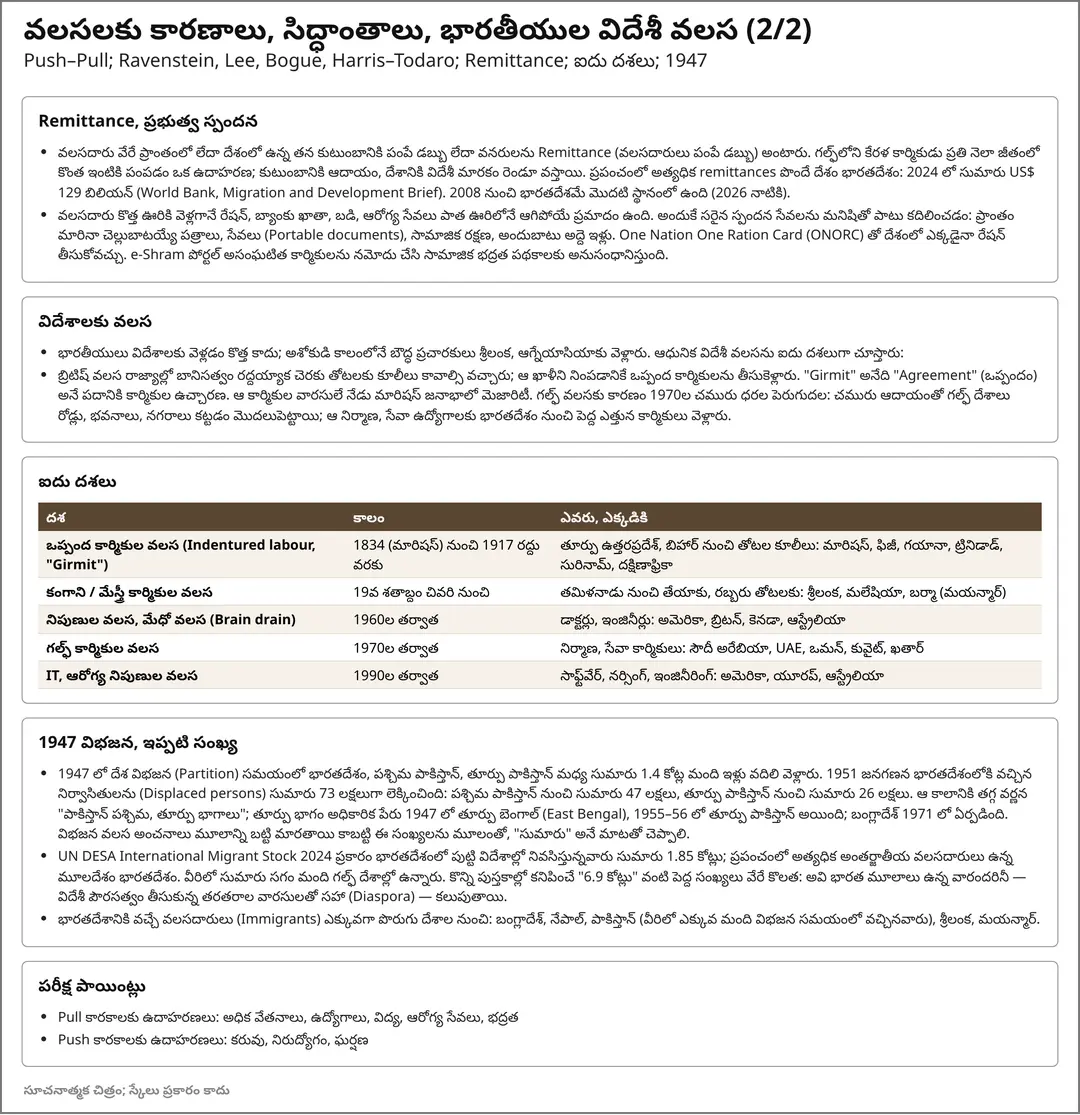 వలసలకు కారణాలు, సిద్ధాంతాలు, భారతీయుల విదేశీ వలస (2/2)
Push–Pull; Ravenstein, Lee, Bogue, Harris–Todaro; Remittance; ఐదు దశలు; 1947
Remittance, ప్రభుత్వ స్పందన
• వలసదారు వేరే ప్రాంతంలో లేదా దేశంలో ఉన్న తన కుటుంబానికి పంపే డబ్బు లేదా వనరులను Remittance (వలసదారులు పంపే డబ్బు) అంటారు. గల్ఫ్‌లోని కేరళ కార్మికుడు ప్రతి నెలా జీతంలో
కొంత ఇంటికి పంపడం ఒక ఉదాహరణ; కుటుంబానికి ఆదాయం, దేశానికి విదేశీ మారకం రెండూ వస్తాయి. ప్రపంచంలో అత్యధిక remittances పొందే దేశం భారతదేశం: 2024 లో సుమారు US$
129 బిలియన్ (World Bank, Migration and Development Brief). 2008 నుంచి భారతదేశమే మొదటి స్థానంలో ఉంది (2026 నాటికి).
• వలసదారు కొత్త ఊరికి వెళ్లగానే రేషన్, బ్యాంకు ఖాతా, బడి, ఆరోగ్య సేవలు పాత ఊరిలోనే ఆగిపోయే ప్రమాదం ఉంది. అందుకే సరైన స్పందన సేవలను మనిషితో పాటు కదిలించడం: ప్రాంతం
మారినా చెల్లుబాటయ్యే పత్రాలు, సేవలు (Portable documents), సామాజిక రక్షణ, అందుబాటు అద్దె ఇళ్లు. One Nation One Ration Card (ONORC) తో దేశంలో ఎక్కడైనా రేషన్
తీసుకోవచ్చు. e-Shram పోర్టల్ అసంఘటిత కార్మికులను నమోదు చేసి సామాజిక భద్రత పథకాలకు అనుసంధానిస్తుంది.
విదేశాలకు వలస
• భారతీయులు విదేశాలకు వెళ్లడం కొత్త కాదు; అశోకుడి కాలంలోనే బౌద్ధ ప్రచారకులు శ్రీలంక, ఆగ్నేయాసియాకు వెళ్లారు. ఆధునిక విదేశీ వలసను ఐదు దశలుగా చూస్తారు:
• బ్రిటిష్ వలస రాజ్యాల్లో బానిసత్వం రద్దయ్యాక చెరకు తోటలకు కూలీలు కావాల్సి వచ్చారు; ఆ ఖాళీని నింపడానికే ఒప్పంద కార్మికులను తీసుకెళ్లారు. "Girmit" అనేది "Agreement" (ఒప్పందం)
అనే పదానికి కార్మికుల ఉచ్చారణ. ఆ కార్మికుల వారసులే నేడు మారిషస్ జనాభాలో మెజారిటీ. గల్ఫ్ వలసకు కారణం 1970ల చమురు ధరల పెరుగుదల: చమురు ఆదాయంతో గల్ఫ్ దేశాలు
రోడ్లు, భవనాలు, నగరాలు కట్టడం మొదలుపెట్టాయి; ఆ నిర్మాణ, సేవా ఉద్యోగాలకు భారతదేశం నుంచి పెద్ద ఎత్తున కార్మికులు వెళ్లారు.
ఐదు దశలు
దశ కాలం ఎవరు, ఎక్కడికి
ఒప్పంద కార్మికుల వలస (Indentured labour, "Girmit") 1834 (మారిషస్) నుంచి 1917 రద్దు వరకు తూర్పు ఉత్తరప్రదేశ్, బిహార్ నుంచి తోటల కూలీలు: మారిషస్, ఫిజీ, గయానా, ట్రినిడాడ్, సురినామ్, దక్షిణాఫ్రికా
కంగాని / మేస్త్రీ కార్మికుల వలస 19వ శతాబ్దం చివరి నుంచి తమిళనాడు నుంచి తేయాకు, రబ్బరు తోటలకు: శ్రీలంక, మలేషియా, బర్మా (మయన్మార్)
నిపుణుల వలస, మేధో వలస (Brain drain) 1960ల తర్వాత డాక్టర్లు, ఇంజినీర్లు: అమెరికా, బ్రిటన్, కెనడా, ఆస్ట్రేలియా
గల్ఫ్ కార్మికుల వలస 1970ల తర్వాత నిర్మాణ, సేవా కార్మికులు: సౌదీ అరేబియా, UAE, ఒమన్, కువైట్, ఖతార్
IT, ఆరోగ్య నిపుణుల వలస 1990ల తర్వాత సాఫ్ట్‌వేర్, నర్సింగ్, ఇంజినీరింగ్: అమెరికా, యూరప్, ఆస్ట్రేలియా
1947 విభజన, ఇప్పటి సంఖ్య
• 1947 లో దేశ విభజన (Partition) సమయంలో భారతదేశం, పశ్చిమ పాకిస్తాన్, తూర్పు పాకిస్తాన్ మధ్య సుమారు 1.4 కోట్ల మంది ఇళ్లు వదిలి వెళ్లారు. 1951 జనగణన భారతదేశంలోకి వచ్చిన
నిర్వాసితులను (Displaced persons) సుమారు 73 లక్షలుగా లెక్కించింది: పశ్చిమ పాకిస్తాన్ నుంచి సుమారు 47 లక్షలు, తూర్పు పాకిస్తాన్ నుంచి సుమారు 26 లక్షలు. ఆ కాలానికి తగ్గ వర్ణన
"పాకిస్తాన్ పశ్చిమ, తూర్పు భాగాలు"; తూర్పు భాగం అధికారిక పేరు 1947 లో తూర్పు బెంగాల్ (East Bengal), 1955–56 లో తూర్పు పాకిస్తాన్ అయింది; బంగ్లాదేశ్ 1971 లో ఏర్పడింది.
విభజన వలస అంచనాలు మూలాన్ని బట్టి మారతాయి కాబట్టి ఈ సంఖ్యలను మూలంతో, "సుమారు" అనే మాటతో చెప్పాలి.
• UN DESA International Migrant Stock 2024 ప్రకారం భారతదేశంలో పుట్టి విదేశాల్లో నివసిస్తున్నవారు సుమారు 1.85 కోట్లు; ప్రపంచంలో అత్యధిక అంతర్జాతీయ వలసదారులు ఉన్న
మూలదేశం భారతదేశం. వీరిలో సుమారు సగం మంది గల్ఫ్ దేశాల్లో ఉన్నారు. కొన్ని పుస్తకాల్లో కనిపించే "6.9 కోట్లు" వంటి పెద్ద సంఖ్యలు వేరే కొలత: అవి భారత మూలాలు ఉన్న వారందరినీ —
విదేశీ పౌరసత్వం తీసుకున్న తరతరాల వారసులతో సహా (Diaspora) — కలుపుతాయి.
• భారతదేశానికి వచ్చే వలసదారులు (Immigrants) ఎక్కువగా పొరుగు దేశాల నుంచి: బంగ్లాదేశ్, నేపాల్, పాకిస్తాన్ (వీరిలో ఎక్కువ మంది విభజన సమయంలో వచ్చినవారు), శ్రీలంక, మయన్మార్.
పరీక్ష పాయింట్లు
• Pull కారకాలకు ఉదాహరణలు: అధిక వేతనాలు, ఉద్యోగాలు, విద్య, ఆరోగ్య సేవలు, భద్రత
• Push కారకాలకు ఉదాహరణలు: కరువు, నిరుద్యోగం, ఘర్షణ
సూచనాత్మక చిత్రం; స్కేలు ప్రకారం కాదు